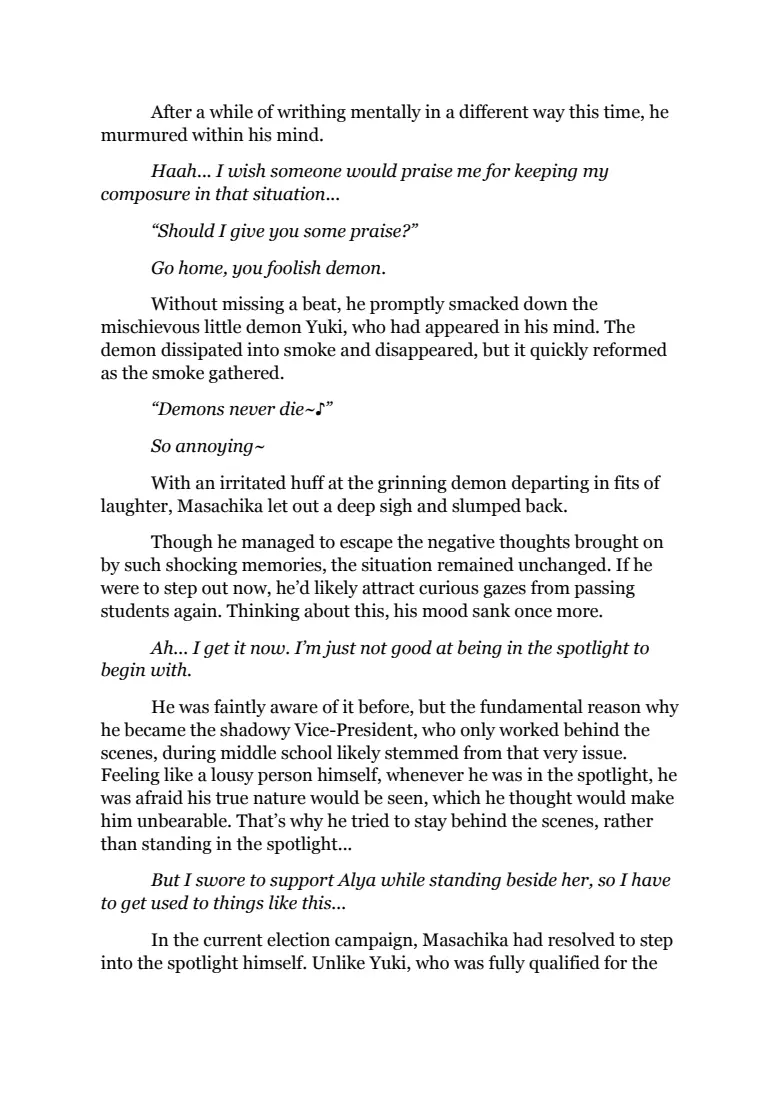 After a while of writhing mentally in a different way this time, he
murmured within his mind.
Haah... I wish someone would praise me for keeping my
composure in that situation...
“Should I give you some praise?”
Go home, you foolish demon.
Without missing a beat, he promptly smacked down the
mischievous little demon Yuki, who had appeared in his mind. The
demon dissipated into smoke and disappeared, but it quickly reformed
as the smoke gathered.
“Demons never die~♪”
So annoying~
With an irritated huff at the grinning demon departing in fits of
laughter, Masachika let out a deep sigh and slumped back.
Though he managed to escape the negative thoughts brought on
by such shocking memories, the situation remained unchanged. If he
were to step out now, he’d likely attract curious gazes from passing
students again. Thinking about this, his mood sank once more.
Ah... I get it now. I’m just not good at being in the spotlight to
begin with.
He was faintly aware of it before, but the fundamental reason why
he became the shadowy Vice-President, who only worked behind the
scenes, during middle school likely stemmed from that very issue.
Feeling like a lousy person himself, whenever he was in the spotlight, he
was afraid his true nature would be seen, which he thought would make
him unbearable. That’s why he tried to stay behind the scenes, rather
than standing in the spotlight...
But I swore to support Alya while standing beside her, so I have
to get used to things like this...
In the current election campaign, Masachika had resolved to step
into the spotlight himself. Unlike Yuki, who was fully qualified for the